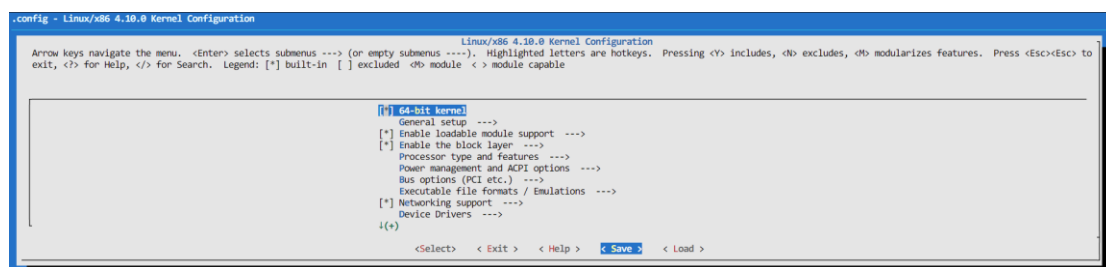 .config - Linux/x86 4.10.0 Kernel Configuration
Linux/x86 4.10.0 Kernel Configuration
Arrow keys navigate the menu. <Enter> selects submenus ---> (or empty submenus ----). Highlighted letters are hotkeys. Pressing <Y> includes, <N> excludes, <M> modularizes features. Press <Esc><Esc> to
exit, <?> for Help, </> for Search. Legend: [*] built-in [ ] excluded <M> module < > module capable
[*] 64-bit kernel
General setup --->
[*] Enable loadable module support --->
[*] Enable the block layer --->
Processor type and features --->
Power management and ACPI options --->
Bus options (PCI etc.) --->
Executable file formats / Emulations --->
[*] Networking support --->
Device Drivers --->
↓(+)
<Select> < Exit > < Help > < Save > < Load >